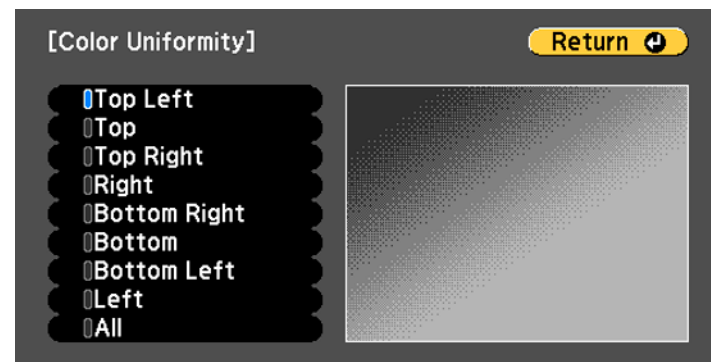 [Color Uniformity]
Return
Top Left
Top
Top Right
Right
Bottom Right
Bottom
Bottom Left
Left
All